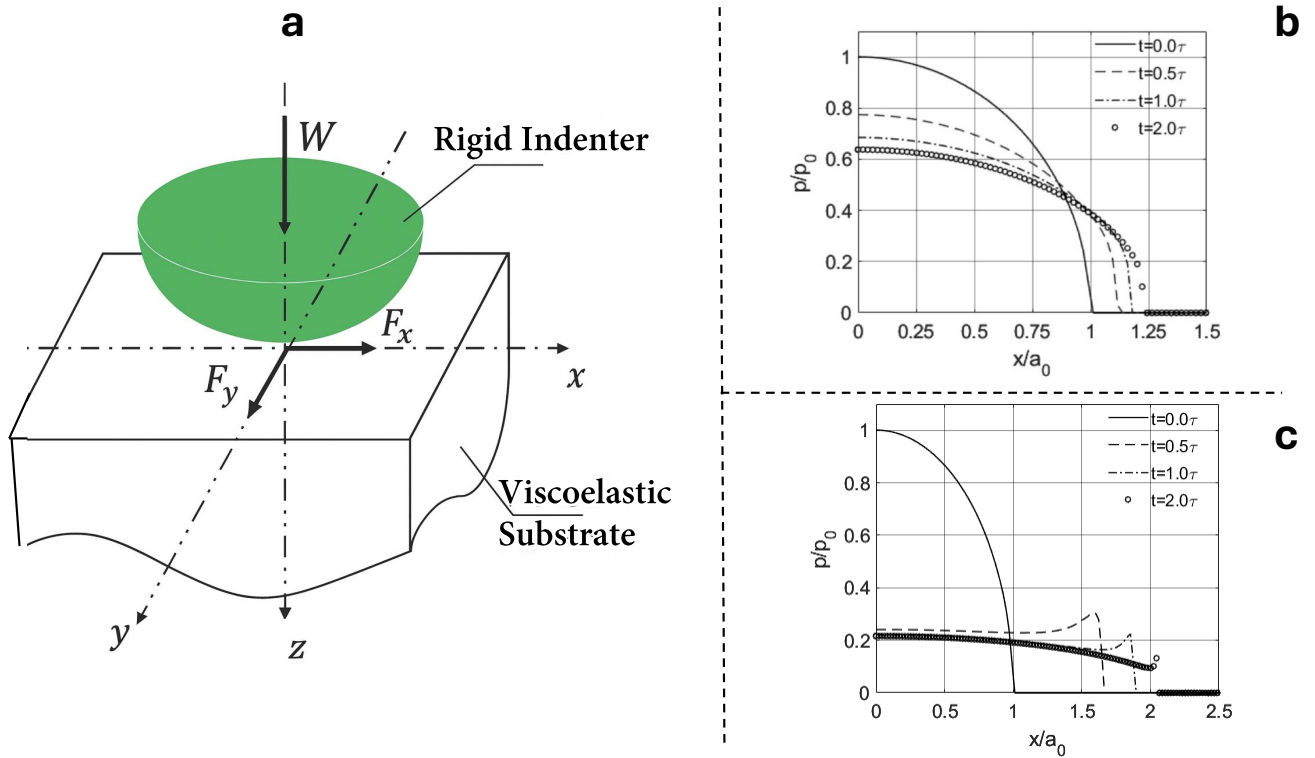 a
W
Rigid Indenter
F_x
F_y
x
Viscoelastic
Substrate
y
z
b
t=0.0τ
t=0.5τ
t=1.0τ
t=2.0τ
1
0.8
0.6
0.4
0.2
0
p/p_0
0 0.25 0.5 0.75 1 1.25 1.5
x/a_0
c
t=0.0τ
t=0.5τ
t=1.0τ
t=2.0τ
1
0.8
0.6
0.4
0.2
0
p/p_0
0 0.5 1 1.5 2 2.5
x/a_0